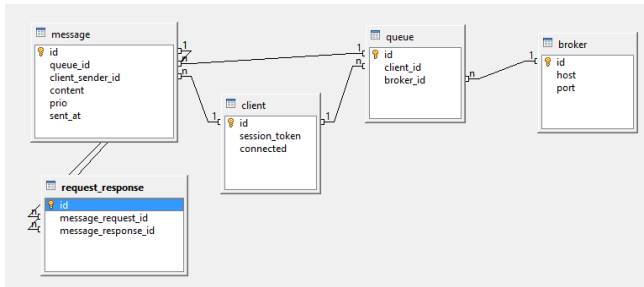 message
id
queue_id
client_sender_id
content
prio
sent_at
1
n
n
queue
id
client_id
broker_id
1
n
n
broker
id
host
port
1
client
id
session_token
connected
1
1
request_response
id
message_request_id
message_response_id
n
n